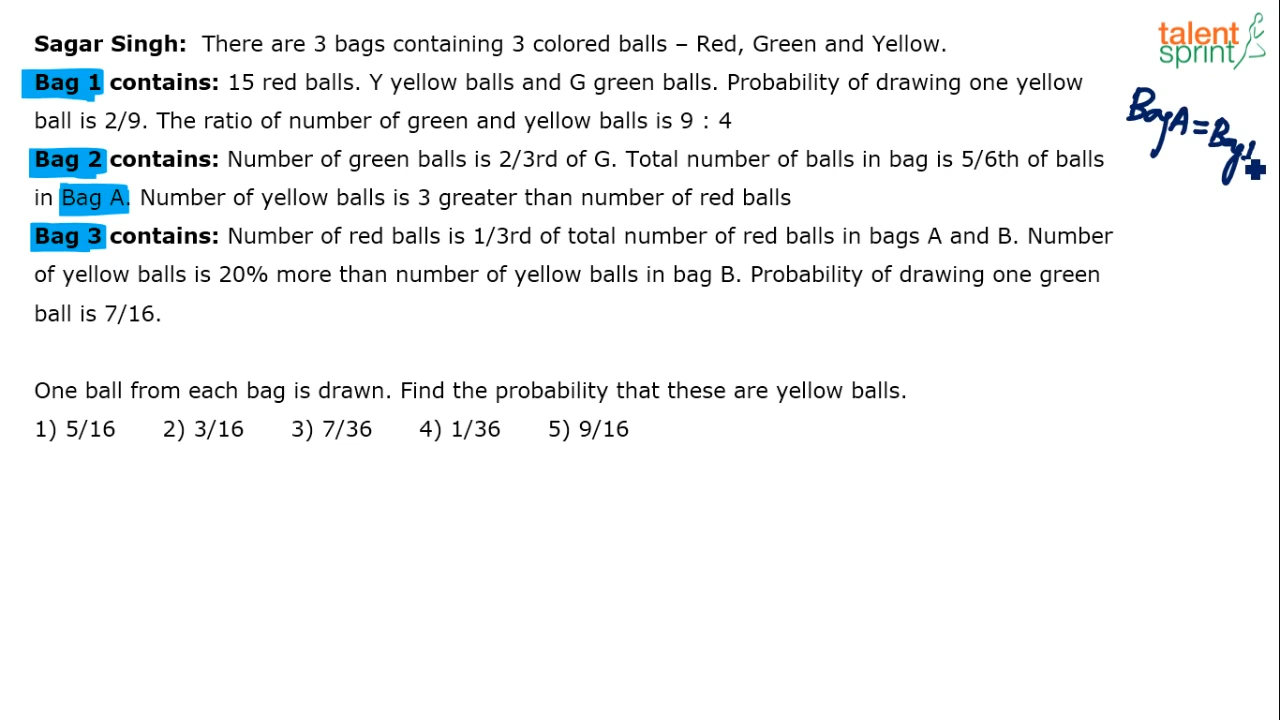 Sagar Singh: There are 3 bags containing 3 colored balls – Red, Green and Yellow.
talent
sprint
Bag 1 contains: 15 red balls. Y yellow balls and G green balls. Probability of drawing one yellow
ball is 2/9. The ratio of number of green and yellow balls is 9 : 4
Bag A = Bag 1
Bag 2 contains: Number of green balls is 2/3rd of G. Total number of balls in bag is 5/6th of balls
in Bag A. Number of yellow balls is 3 greater than number of red balls
Bag 3 contains: Number of red balls is 1/3rd of total number of red balls in bags A and B. Number
of yellow balls is 20% more than number of yellow balls in bag B. Probability of drawing one green
ball is 7/16.
One ball from each bag is drawn. Find the probability that these are yellow balls.
1) 5/16 2) 3/16 3) 7/36 4) 1/36 5) 9/16